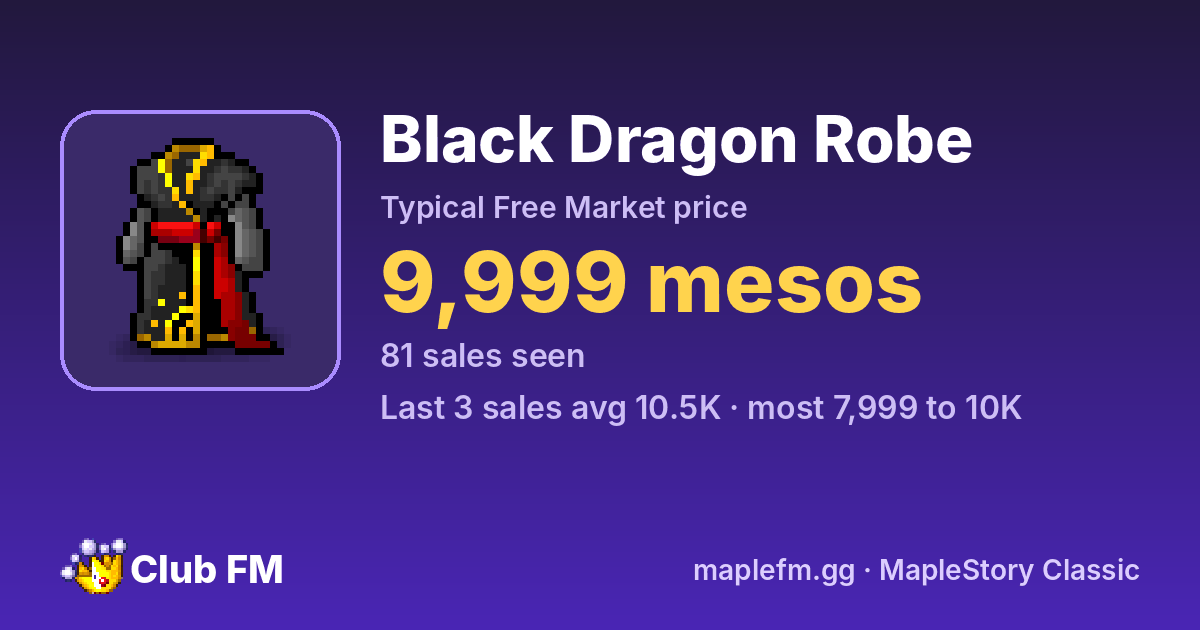 Black Dragon Robe
Typical Free Market price
9,999 mesos
81 sales seen
Last 3 sales avg 10.5K · most 7,999 to 10K
Club FM
maplefm.gg · MapleStory Classic